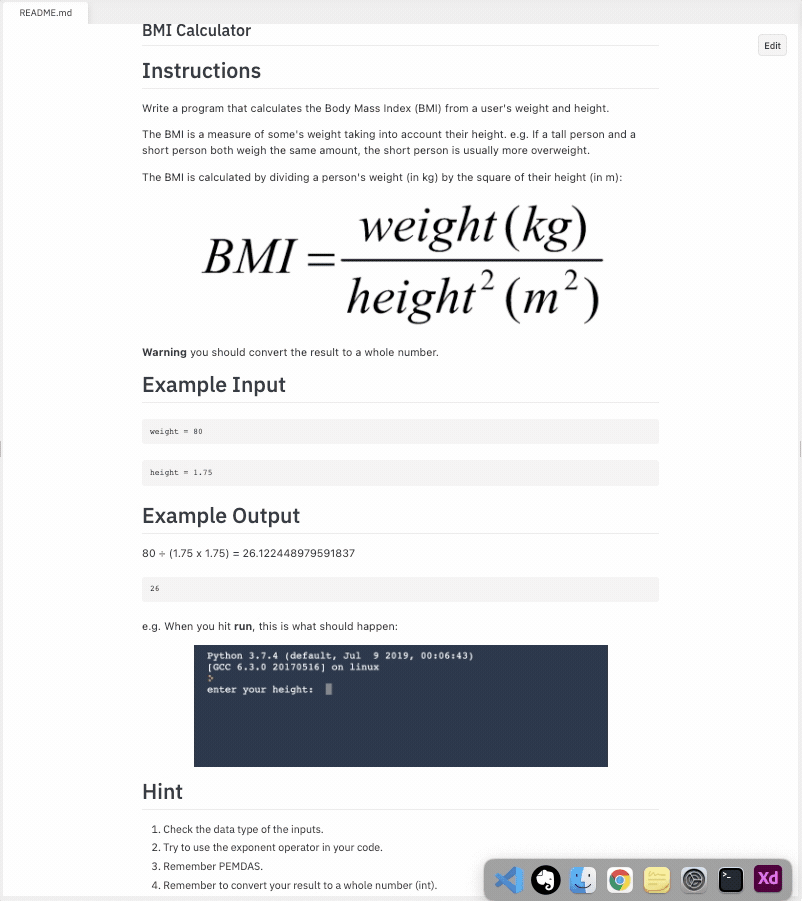 README.md
BMI Calculator
Edit
Instructions
Write a program that calculates the Body Mass Index (BMI) from a user's weight and height.
The BMI is a measure of some's weight taking into account their height. e.g. If a tall person and a
short person both weigh the same amount, the short person is usually more overweight.
The BMI is calculated by dividing a person's weight (in kg) by the square of their height (in m):
BMI = weight (kg) / height² (m²)
Warning you should convert the result to a whole number.
Example Input
weight = 80
height = 1.75
Example Output
80 ÷ (1.75 x 1.75) = 26.122448979591837
26
e.g. When you hit run, this is what should happen:
Python 3.7.4 (default, Jul  9 2019, 00:06:43)
[GCC 6.3.0 20170516] on linux
enter your height:
Hint
1. Check the data type of the inputs.
2. Try to use the exponent operator in your code.
3. Remember PEMDAS.
4. Remember to convert your result to a whole number (int).
Xd